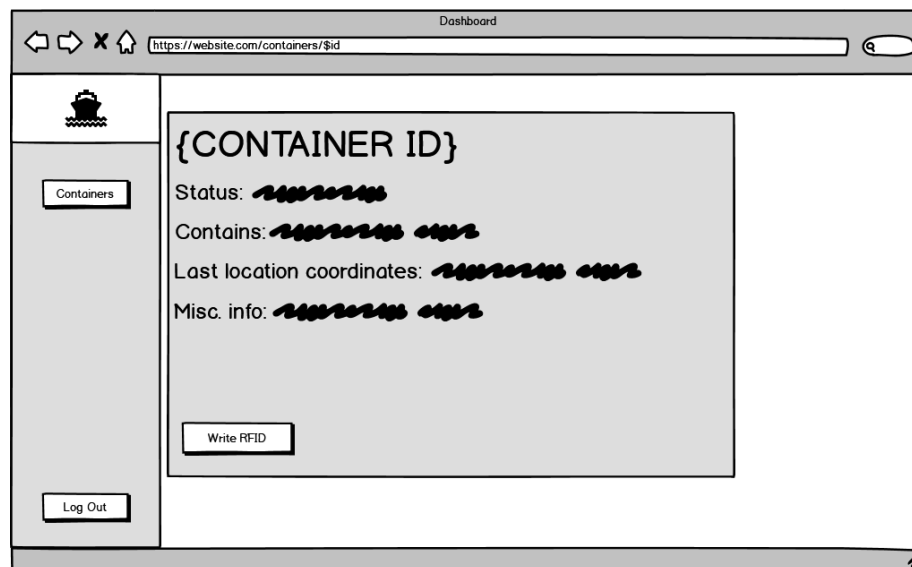 Dashboard
https://website.com/containers/$id
{CONTAINER ID}
Containers
Status:
Contains:
Last location coordinates:
Misc. info:
Write RFID
Log Out